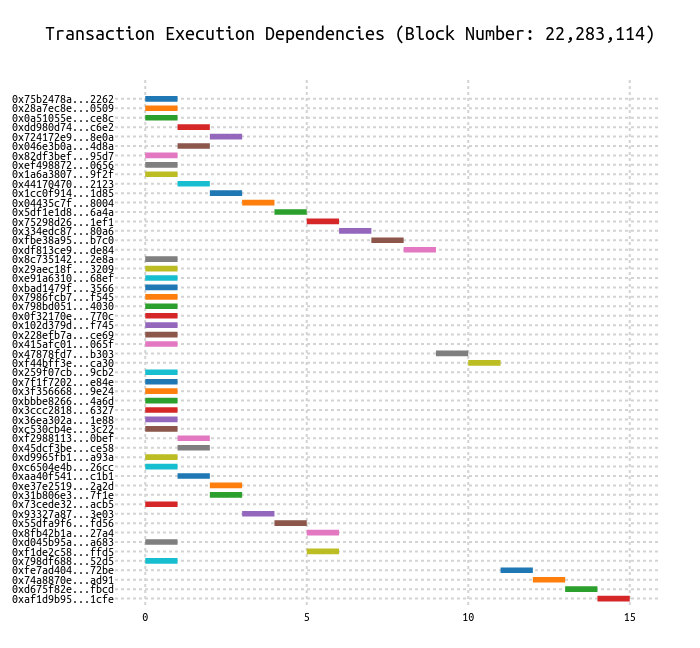 Transaction Execution Dependencies (Block Number: 22,283,114)
0x75b2478a...2262
0x28a7ec8e...0509
0x0a51055e...ce8c
0xdd980d74...c6e2
0x724172e9...8e0a
0x046e3b0a...4d8a
0x82df3bef...95d7
0xef498872...0656
0x1a6a3807...9f2f
0x44170470...2123
0x1cc0f914...1d85
0x04435c7f...8004
0x5df1e1d8...6a4a
0x75298d26...1ef1
0x334edc87...80a6
0xfbe38a95...b7c0
0xdf813ce9...de84
0x8c735142...2e8a
0x29aec18f...3209
0xe91a6310...68ef
0xbad1479f...3566
0x7986fcb7...f545
0x798bd051...4030
0x0f32170e...770c
0x102d379d...f745
0x228efb7a...ce69
0x415afc01...065f
0x47878fd7...b303
0xf44bff3e...ca30
0x259f07cb...9cb2
0x7f1f7202...e84e
0x3f356668...9e24
0xbbbe8266...4a6d
0x3ccc2818...6327
0x36ea302a...1e88
0xc530cb4e...3c22
0xf2988113...0bef
0x45dcf3be...ce58
0xd9965fb1...a93a
0xc6504e4b...26cc
0xaa40f541...c1b1
0xe37e2519...2a2d
0x31b806e3...7f1e
0x73cede32...acb5
0x93327a87...3e03
0x55dfa9f6...fd56
0x8fb42b1a...27a4
0xd045b95a...a683
0xf1de2c58...ffd5
0x798df688...52d5
0xfe7ad404...72be
0x74a8870e...ad91
0xd675f82e...fbcd
0xaf1d9b95...1cfe
0 5 10 15